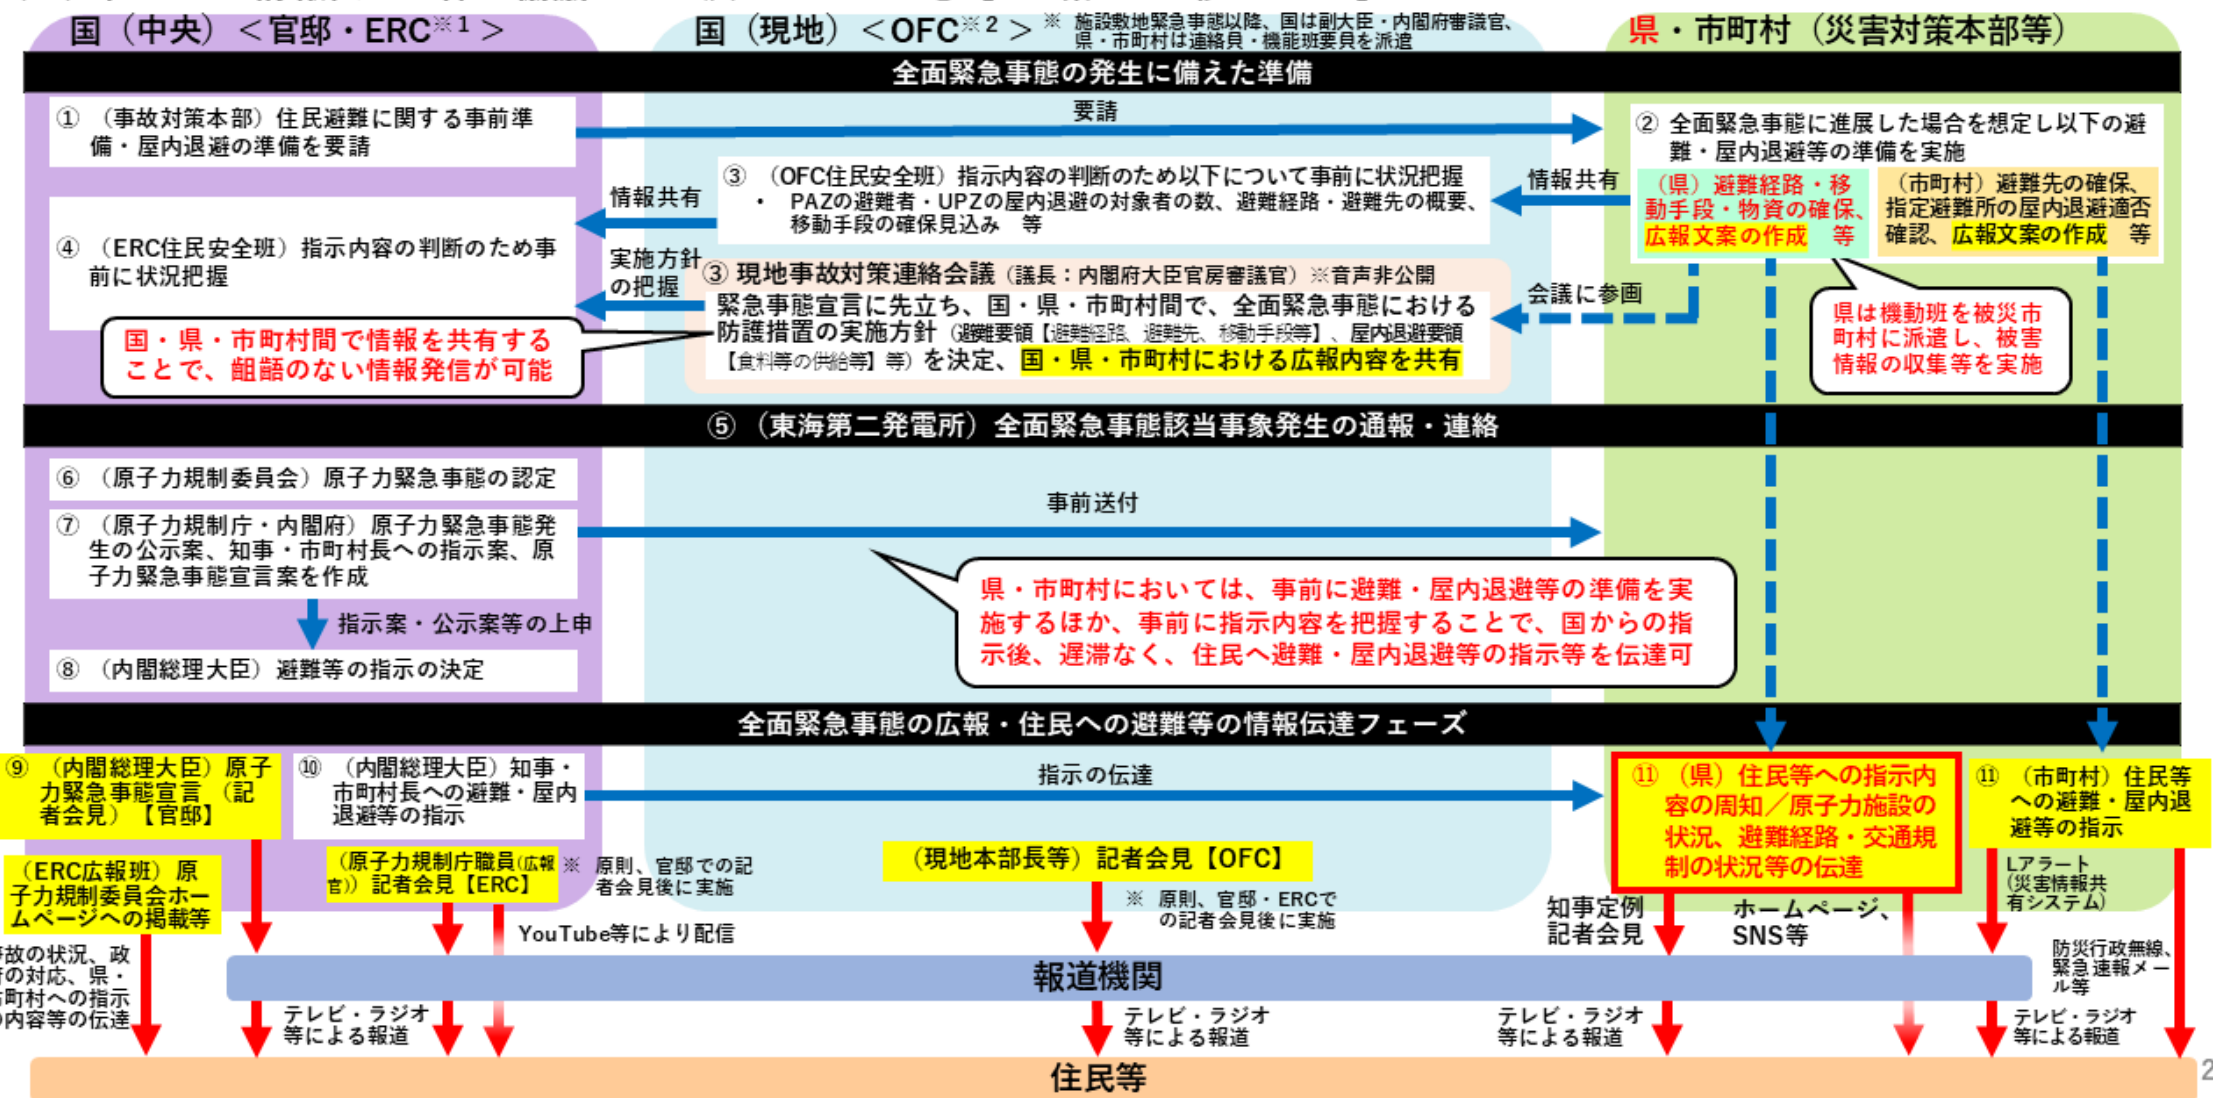 国（中央）＜官邸・ERC※１＞
国（現地）＜OFC※２＞
※ 施設敷地緊急事態以降、国は副大臣・内閣府審議官、
県・市町村は連絡員・機能班要員を派遣
県・市町村（災害対策本部等）
全面緊急事態の発生に備えた準備
① （事故対策本部）住民避難に関する事前準
備・屋内退避の準備を要請
要請
② 全面緊急事態に進展した場合を想定し以下の避
難・屋内退避等の準備を実施
（県）避難経路・移
動手段・物資の確保、
広報文案の作成　等
（市町村）避難先の確保、
指定避難所の屋内退避適否
確認、広報文案の作成　等
情報共有
③ （OFC住民安全班）指示内容の判断のため以下について事前に状況把握
・ PAZの避難者・UPZの屋内退避の対象者の数、避難経路・避難先の概要、
移動手段の確保見込み　等
情報共有
④ （ERC住民安全班）指示内容の判断のため事
前に状況把握
実施方針
の把握
③ 現地事故対策連絡会議（議長：内閣府大臣官房審議官）※音声非公開
緊急事態宣言に先立ち、国・県・市町村間で、全面緊急事態における
防護措置の実施方針（避難要領【避難経路、避難先、移動手段等】、屋内退避要領
【食料等の供給等】等）を決定、国・県・市町村における広報内容を共有
会議に参画
国・県・市町村間で情報を共有する
ことで、齟齬のない情報発信が可能
県は機動班を被災市
町村に派遣し、被害
情報の収集等を実施
⑤ （東海第二発電所）全面緊急事態該当事象発生の通報・連絡
⑥ （原子力規制委員会）原子力緊急事態の認定
⑦ （原子力規制庁・内閣府）原子力緊急事態発
生の公示案、知事・市町村長への指示案、原
子力緊急事態宣言案を作成
事前送付
県・市町村においては、事前に避難・屋内退避等の準備を実
施するほか、事前に指示内容を把握することで、国からの指
示後、遅滞なく、住民へ避難・屋内退避等の指示等を伝達可
指示案・公示案等の上申
⑧ （内閣総理大臣）避難等の指示の決定
全面緊急事態の広報・住民への避難等の情報伝達フェーズ
⑨ （内閣総理大臣）原子
力緊急事態宣言 （記
者会見）【官邸】
⑩ （内閣総理大臣）知事・
市町村長への避難・屋内
退避等の指示
指示の伝達
⑪ （県）住民等への指示内
容の周知／原子力施設の
状況、避難経路・交通規
制の状況等の伝達
⑪ （市町村）住民等
への避難・屋内退
避等の指示
（ERC広報班）原
子力規制委員会ホー
ムページへの掲載等
（原子力規制庁職員（広報
官））記者会見【ERC】
※ 原則、官邸での記
者会見後に実施
（現地本部長等）記者会見【OFC】
※ 原則、官邸・ERCで
の記者会見後に実施
Lアラート
（災害情報共
有システム）
YouTube等により配信
知事定例
記者会見
ホームページ、
SNS等
防災行政無線、
緊急速報メー
ル等
故の状況、政
の対応、県・
町村への指示
内容等の伝達
報道機関
テレビ・ラジオ
等による報道
テレビ・ラジオ
等による報道
テレビ・ラジオ
等による報道
テレビ・ラジオ
等による報道
住民等
2